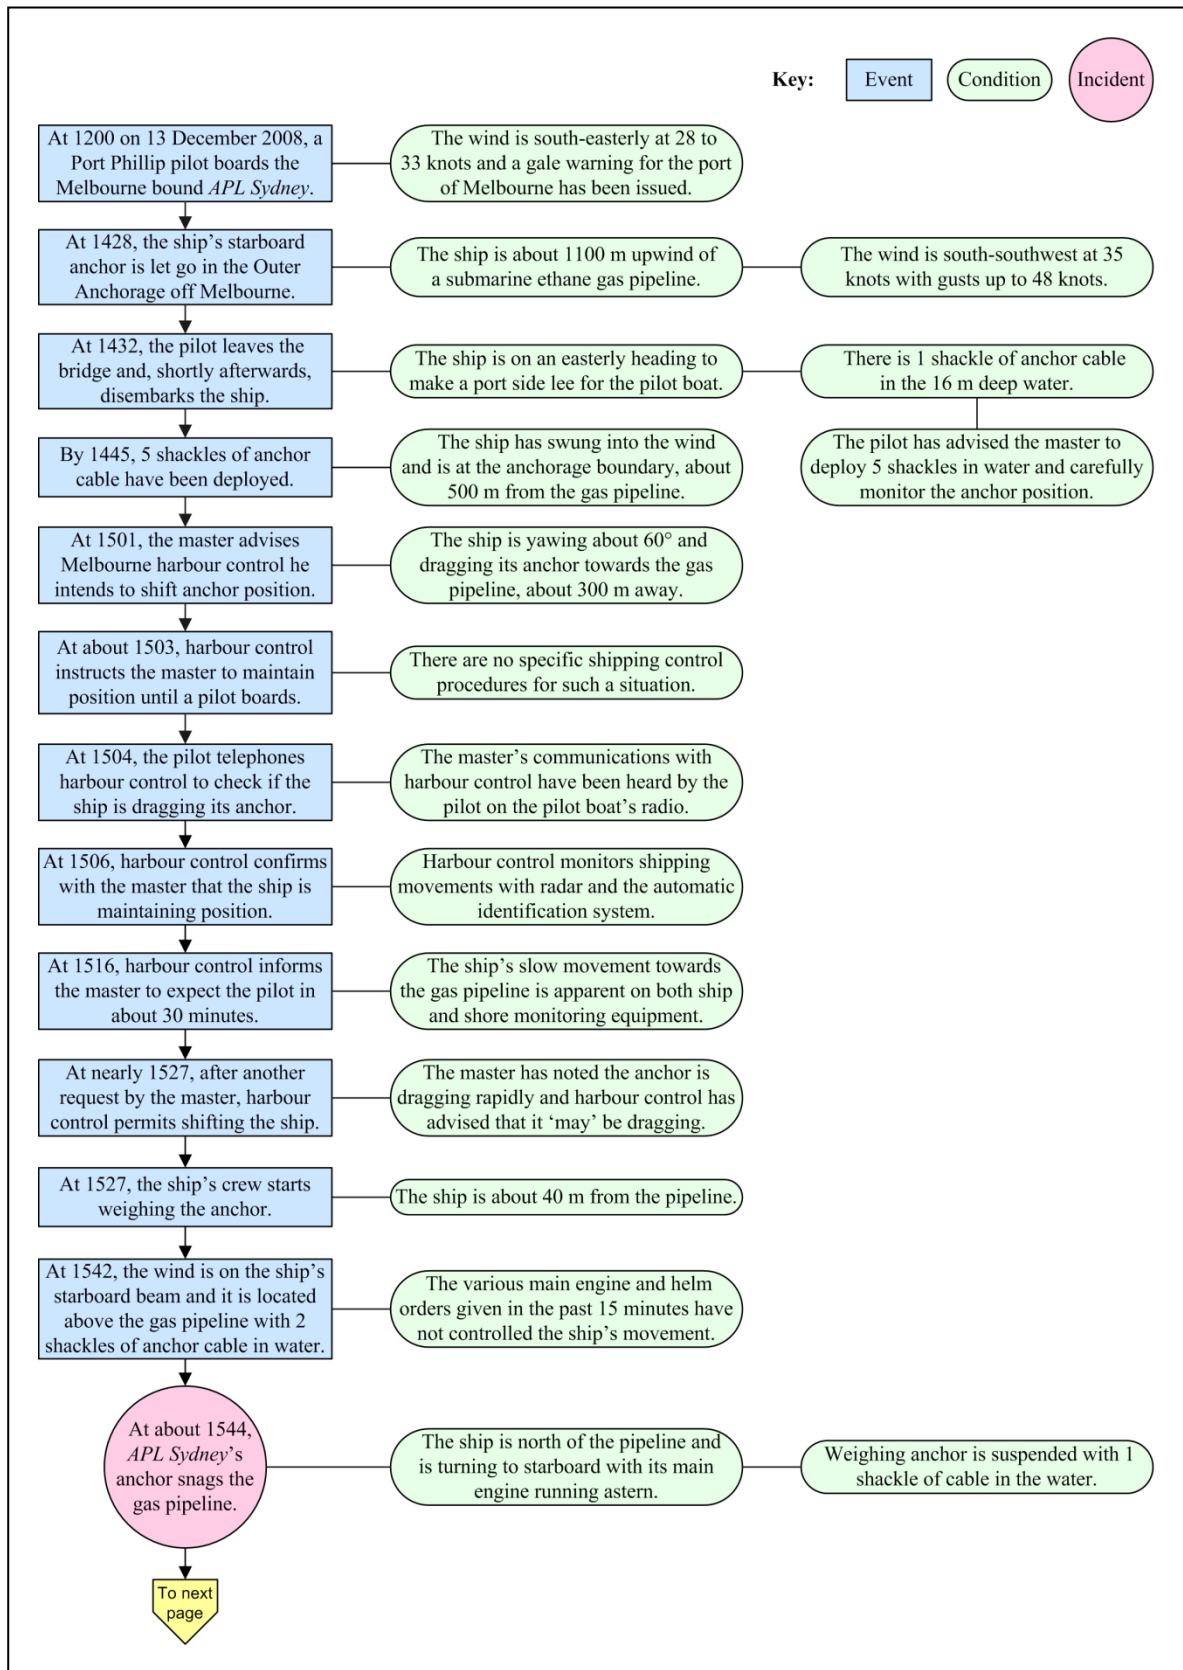 Key:
Event
Condition
Incident
At 1200 on 13 December 2008, a
Port Phillip pilot boards the
Melbourne bound APL Sydney.
The wind is south-easterly at 28 to
33 knots and a gale warning for the port
of Melbourne has been issued.
At 1428, the ship’s starboard
anchor is let go in the Outer
Anchorage off Melbourne.
The ship is about 1100 m upwind of
a submarine ethane gas pipeline.
The wind is south-southwest at 35
knots with gusts up to 48 knots.
At 1432, the pilot leaves the
bridge and, shortly afterwards,
disembarks the ship.
The ship is on an easterly heading to
make a port side lee for the pilot boat.
There is 1 shackle of anchor cable
in the 16 m deep water.
The pilot has advised the master to
deploy 5 shackles in water and carefully
monitor the anchor position.
By 1445, 5 shackles of anchor
cable have been deployed.
The ship has swung into the wind
and is at the anchorage boundary, about
500 m from the gas pipeline.
At 1501, the master advises
Melbourne harbour control he
intends to shift anchor position.
The ship is yawing about 60° and
dragging its anchor towards the gas
pipeline, about 300 m away.
At about 1503, harbour control
instructs the master to maintain
position until a pilot boards.
There are no specific shipping control
procedures for such a situation.
At 1504, the pilot telephones
harbour control to check if the
ship is dragging its anchor.
The master’s communications with
harbour control have been heard by the
pilot on the pilot boat’s radio.
At 1506, harbour control confirms
with the master that the ship is
maintaining position.
Harbour control monitors shipping
movements with radar and the automatic
identification system.
At 1516, harbour control informs
the master to expect the pilot in
about 30 minutes.
The ship’s slow movement towards
the gas pipeline is apparent on both ship
and shore monitoring equipment.
At nearly 1527, after another
request by the master, harbour
control permits shifting the ship.
The master has noted the anchor is
dragging rapidly and harbour control has
advised that it ‘may’ be dragging.
At 1527, the ship’s crew starts
weighing the anchor.
The ship is about 40 m from the pipeline.
At 1542, the wind is on the ship’s
starboard beam and it is located
above the gas pipeline with 2
shackles of anchor cable in water.
The various main engine and helm
orders given in the past 15 minutes have
not controlled the ship’s movement.
At about 1544,
APL Sydney’s
anchor snags the
gas pipeline.
The ship is north of the pipeline and
is turning to starboard with its main
engine running astern.
Weighing anchor is suspended with 1
shackle of cable in the water.
To next
page